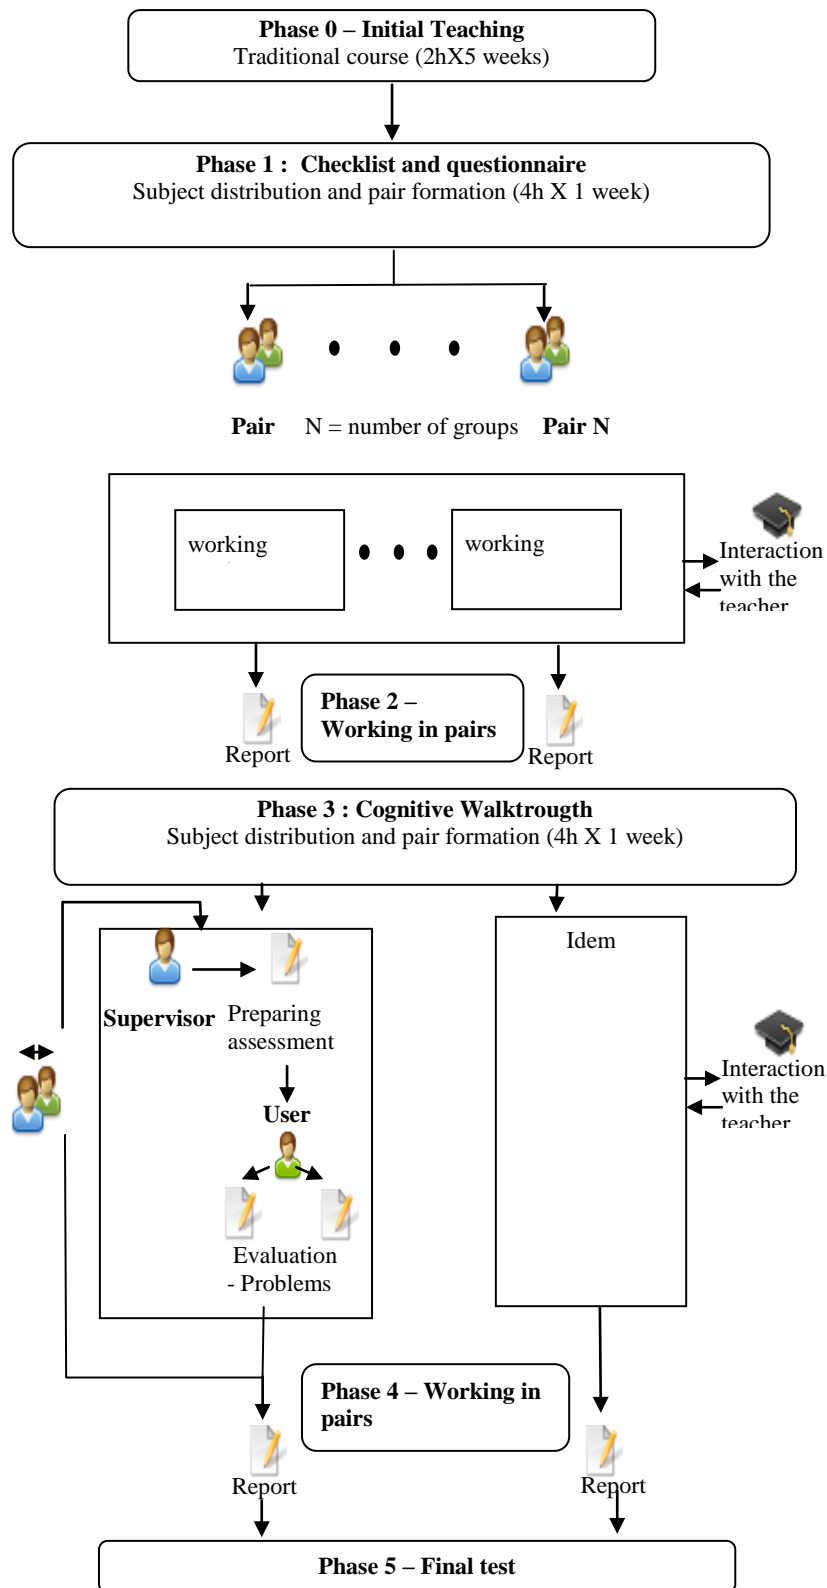 Phase 0 – Initial Teaching
Traditional course (2hX5 weeks)
Phase 1 :  Checklist and questionnaire
Subject distribution and pair formation (4h X 1 week)
Pair
N = number of groups
Pair N
working
working
Interaction
with the
teacher
Phase 2 –
Working in pairs
Report
Report
Phase 3 : Cognitive Walktrougth
Subject distribution and pair formation (4h X 1 week)
Idem
Supervisor
Preparing
assessment
User
Interaction
with the
teacher
Evaluation
- Problems
Phase 4 – Working in
pairs
Report
Report
Phase 5 – Final test